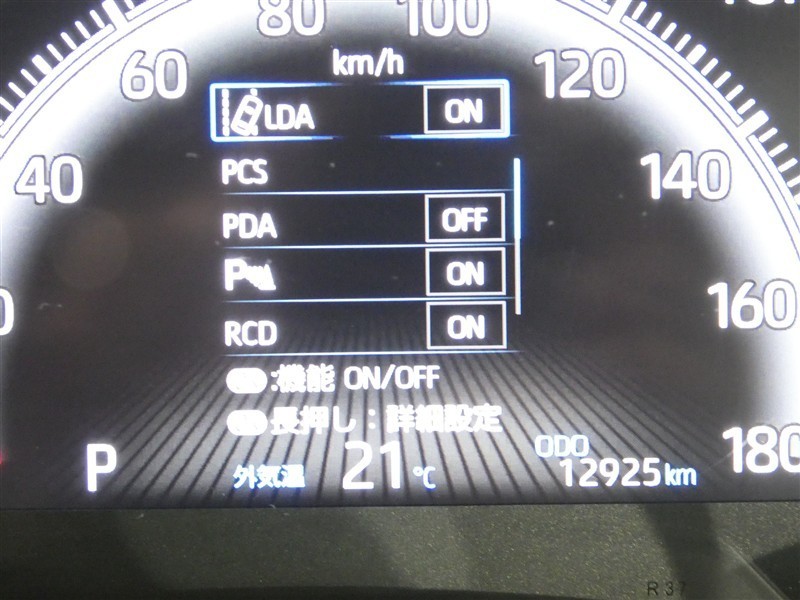 80
100
km/h
60
120
LDA ON
PCS
40
140
PDA OFF
P ON
160
RCD ON
:機能 ON/OFF
長押し:詳細設定
180
P
外気温 21℃
ODO
12925km
R37